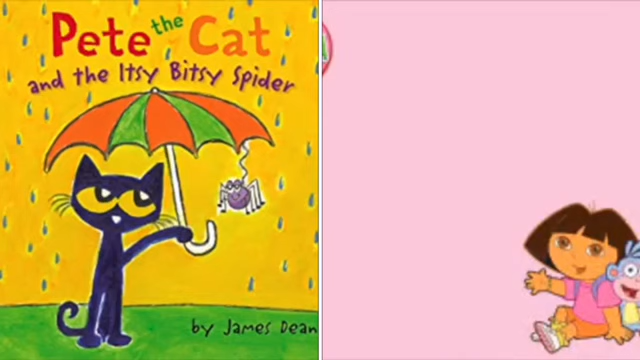 Pete the Cat
and the Itsy Bitsy Spider
by James Dean